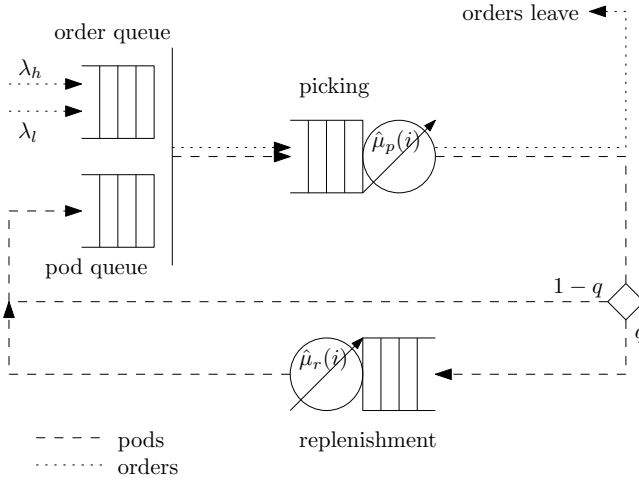 orders leave
order queue
λ_h
λ_l
picking
μ̂_p(i)
pod queue
1 − q
q
μ̂_r(i)
replenishment
pods
orders